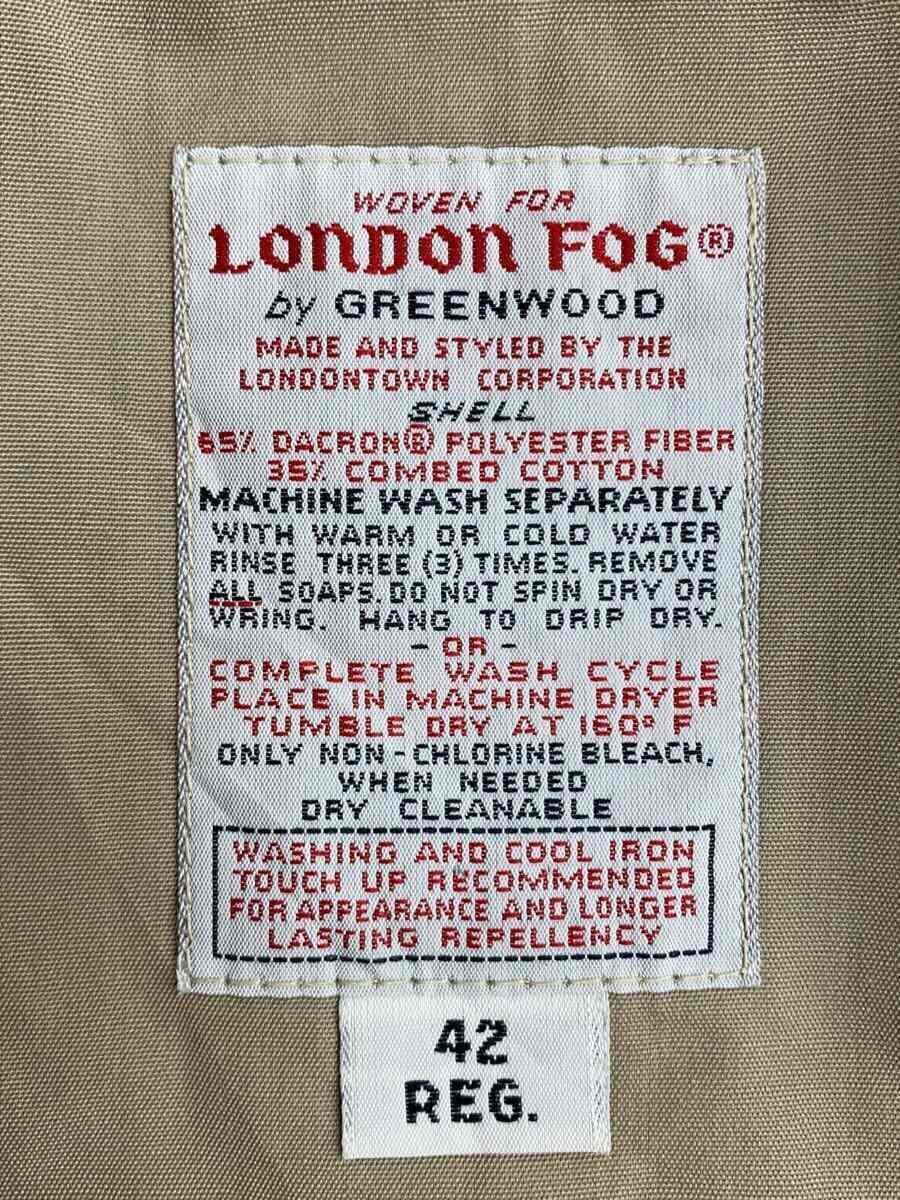 WOVEN FOR
LONDON FOG®
by GREENWOOD
MADE AND STYLED BY THE
LONDONTOWN CORPORATION
SHELL
65% DACRON® POLYESTER FIBER
35% COMBED COTTON
MACHINE WASH SEPARATELY
WITH WARM OR COLD WATER
RINSE THREE (3) TIMES. REMOVE
ALL SOAPS. DO NOT SPIN DRY OR
WRING. HANG TO DRIP DRY.
- OR -
COMPLETE WASH CYCLE
PLACE IN MACHINE DRYER
TUMBLE DRY AT 160° F
ONLY NON-CHLORINE BLEACH,
WHEN NEEDED
DRY CLEANABLE
WASHING AND COOL IRON
TOUCH UP RECOMMENDED
FOR APPEARANCE AND LONGER
LASTING REPELLENCY
42
REG.